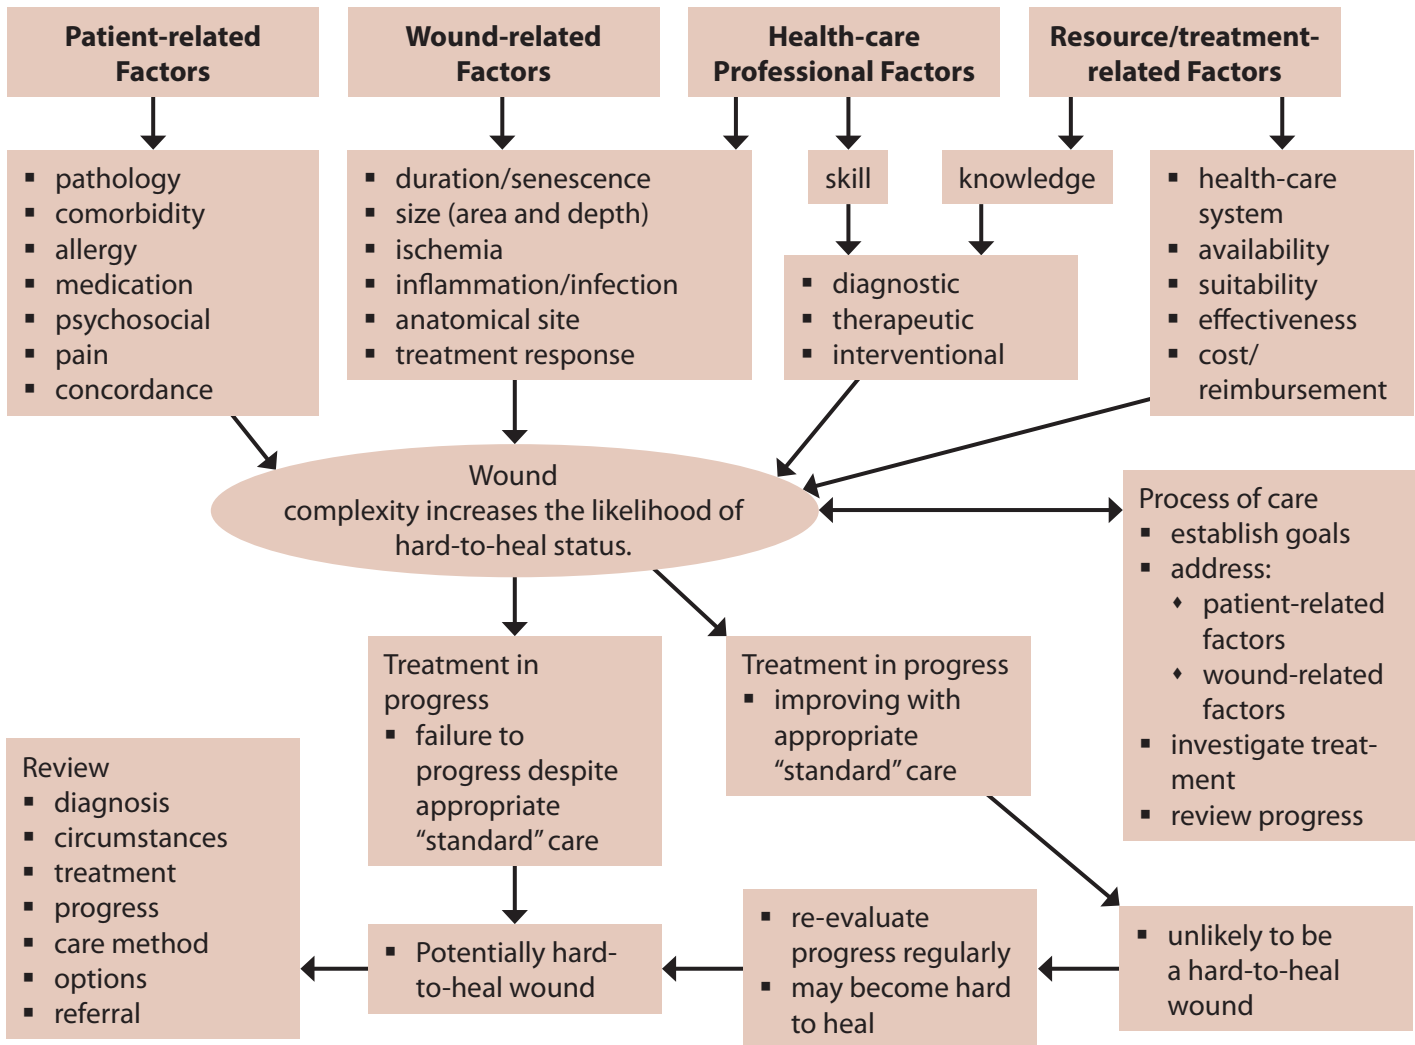 Patient-related
Factors
Wound-related
Factors
Health-care
Professional Factors
Resource/treatment-
related Factors
▪ pathology
▪ comorbidity
▪ allergy
▪ medication
▪ psychosocial
▪ pain
▪ concordance
▪ duration/senescence
▪ size (area and depth)
▪ ischemia
▪ inflammation/infection
▪ anatomical site
▪ treatment response
skill
knowledge
▪ diagnostic
▪ therapeutic
▪ interventional
▪ health-care
system
▪ availability
▪ suitability
▪ effectiveness
▪ cost/
reimbursement
Wound
complexity increases the likelihood of
hard-to-heal status.
Process of care
▪ establish goals
▪ address:
♦ patient-related
factors
♦ wound-related
factors
▪ investigate treat-
ment
▪ review progress
Treatment in
progress
▪ failure to
progress despite
appropriate
“standard” care
Treatment in progress
▪ improving with
appropriate
“standard” care
Review
▪ diagnosis
▪ circumstances
▪ treatment
▪ progress
▪ care method
▪ options
▪ referral
▪ Potentially hard-
to-heal wound
▪ re-evaluate
progress regularly
▪ may become hard
to heal
▪ unlikely to be
a hard-to-heal
wound